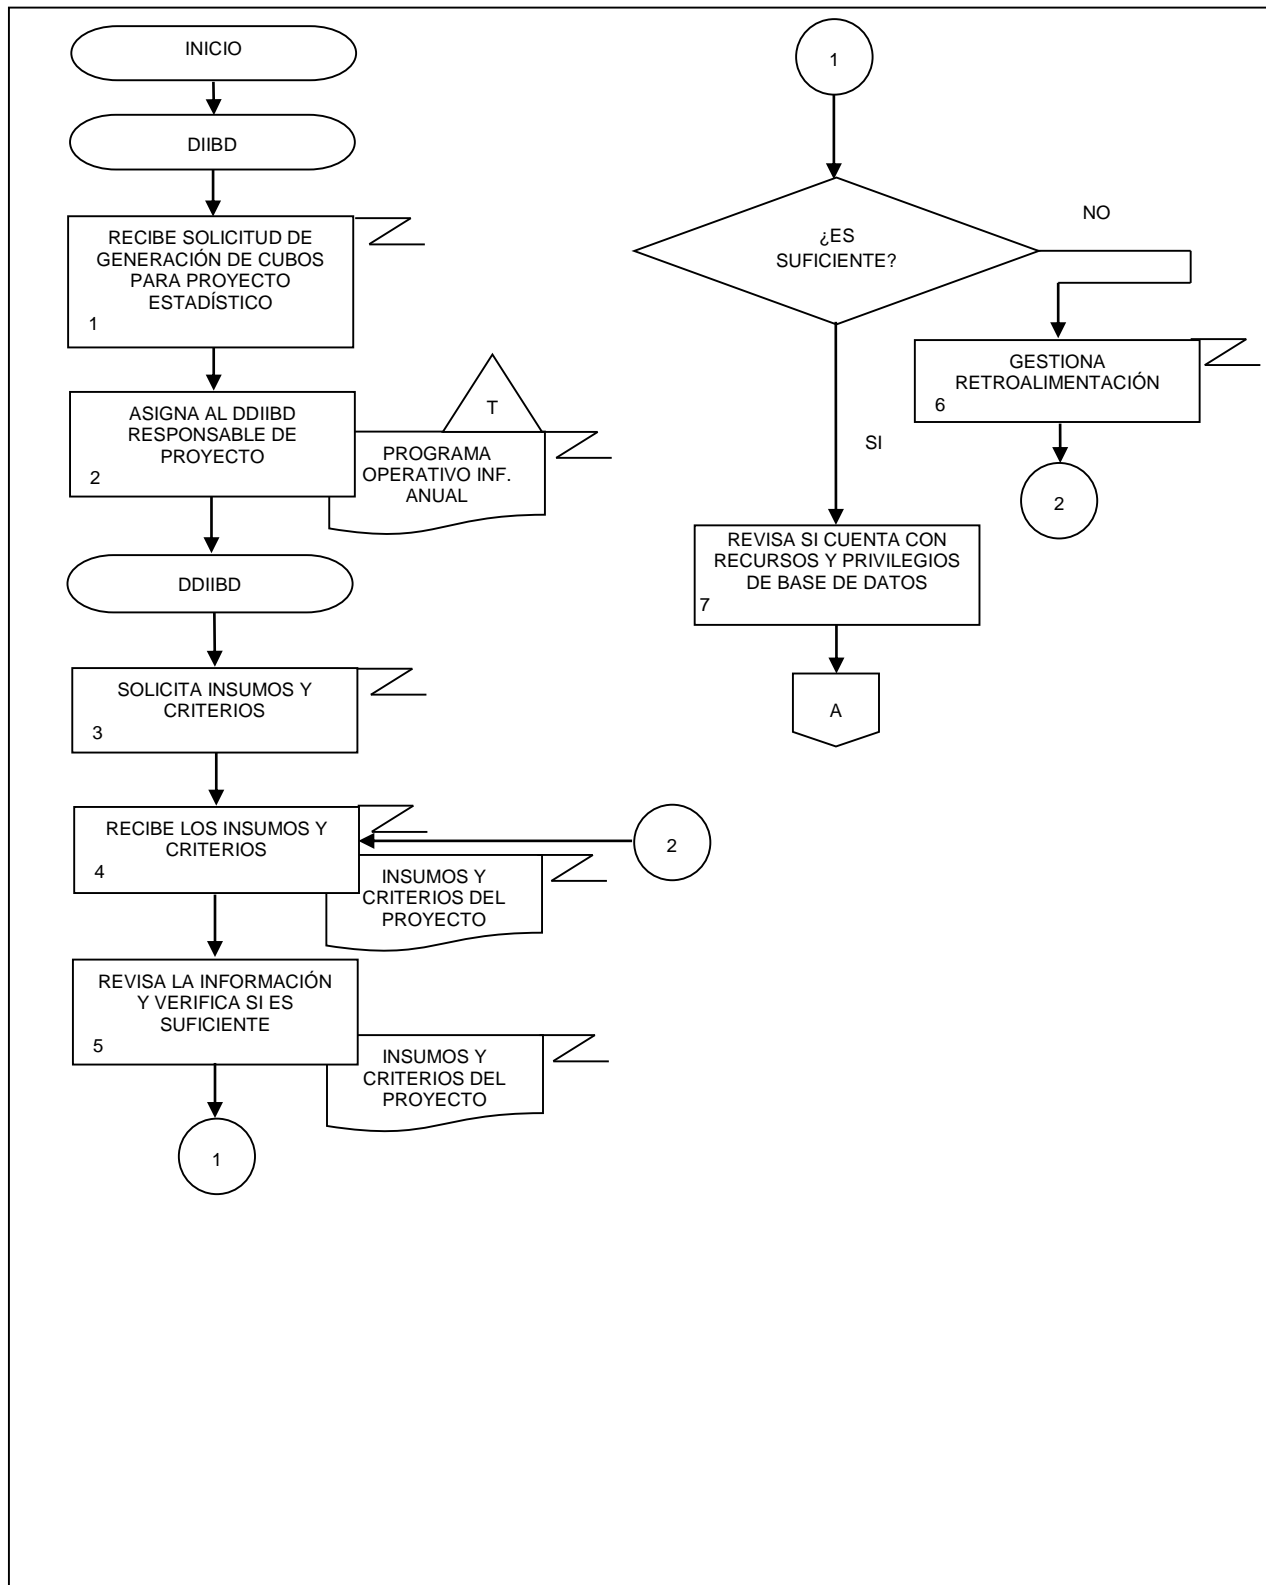 INICIO
DIIBD
RECIBE SOLICITUD DE
GENERACIÓN DE CUBOS
PARA PROYECTO
ESTADÍSTICO
1
ASIGNA AL DDIIBD
RESPONSABLE DE
PROYECTO
2
T
PROGRAMA
OPERATIVO INF.
ANUAL
DDIIBD
SOLICITA INSUMOS Y
CRITERIOS
3
RECIBE LOS INSUMOS Y
CRITERIOS
4
2
INSUMOS Y
CRITERIOS DEL
PROYECTO
REVISA LA INFORMACIÓN
Y VERIFICA SI ES
SUFICIENTE
5
INSUMOS Y
CRITERIOS DEL
PROYECTO
1
1
¿ES
SUFICIENTE?
NO
GESTIONA
RETROALIMENTACIÓN
6
2
SI
REVISA SI CUENTA CON
RECURSOS Y PRIVILEGIOS
DE BASE DE DATOS
7
A